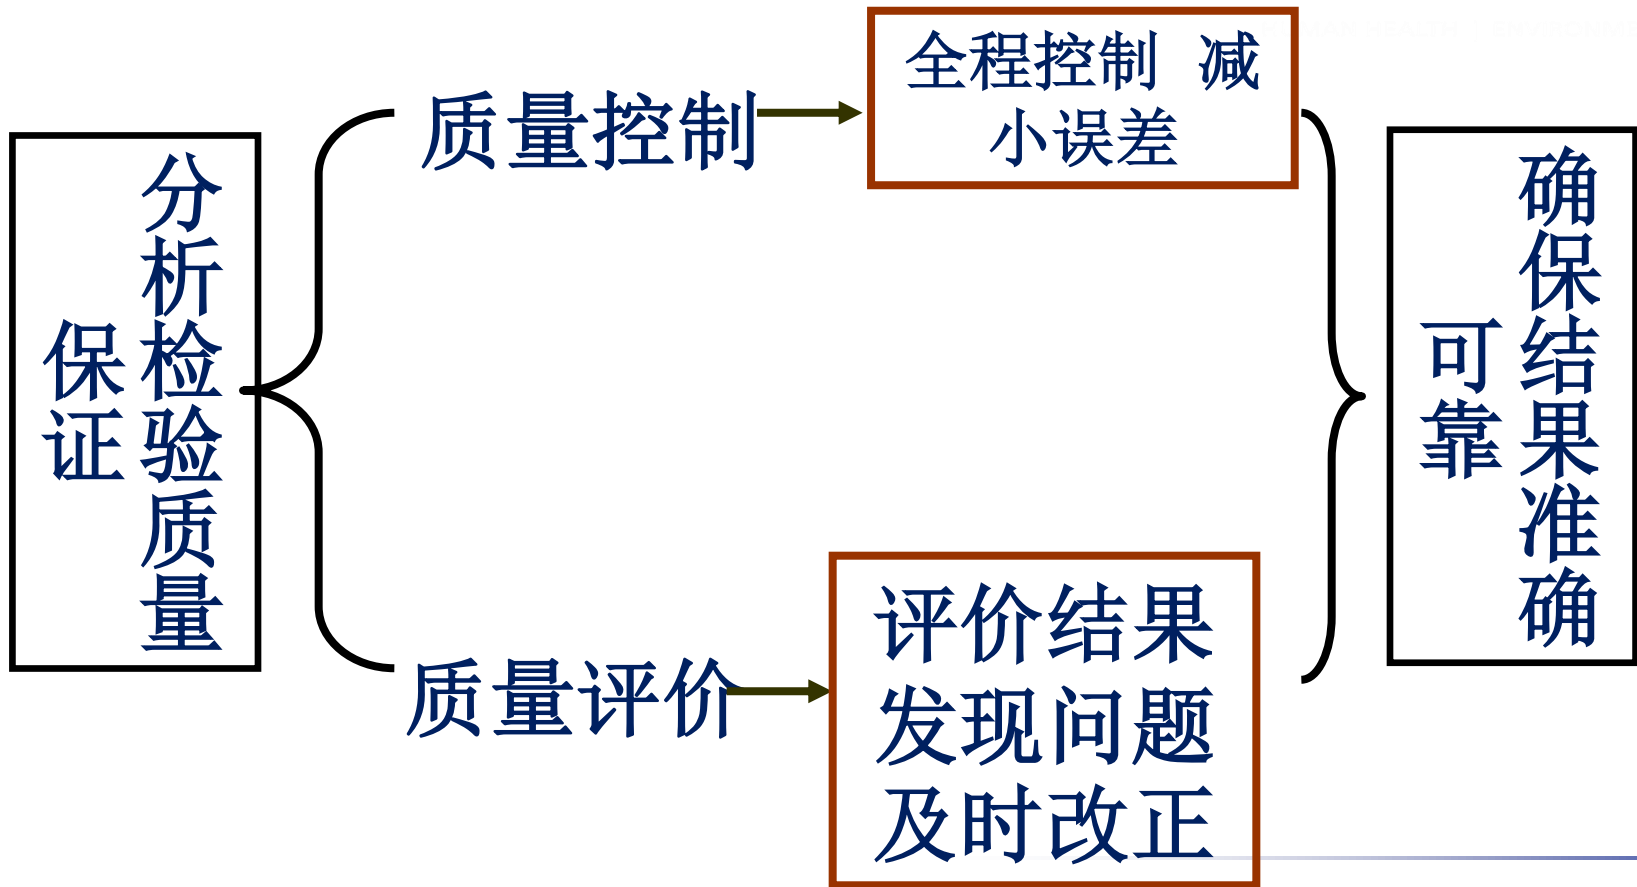 分析检验质量
保证
质量控制
全程控制 减
小误差
质量评价
评价结果
发现问题
及时改正
确保结果准确
可靠